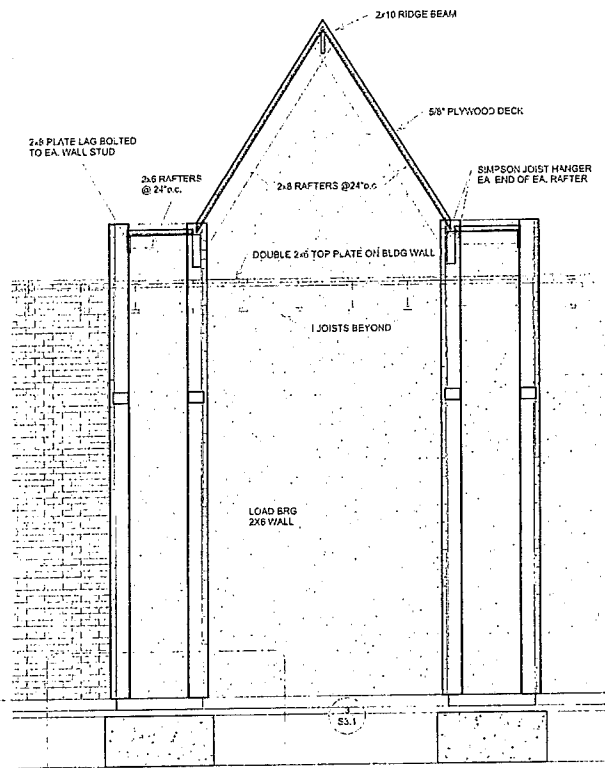 2x10 RIDGE BEAM
5/8" PLYWOOD DECK
2x8 PLATE LAG BOLTED
TO EA. WALL STUD
2x6 RAFTERS
@ 24"o.c.
2x8 RAFTERS @24"o.c
SIMPSON JOIST HANGER
EA. END OF EA. RAFTER
DOUBLE 2x6 TOP PLATE ON BLDG WALL
I JOISTS BEYOND
LOAD BRG
2X6 WALL
3
S3.1